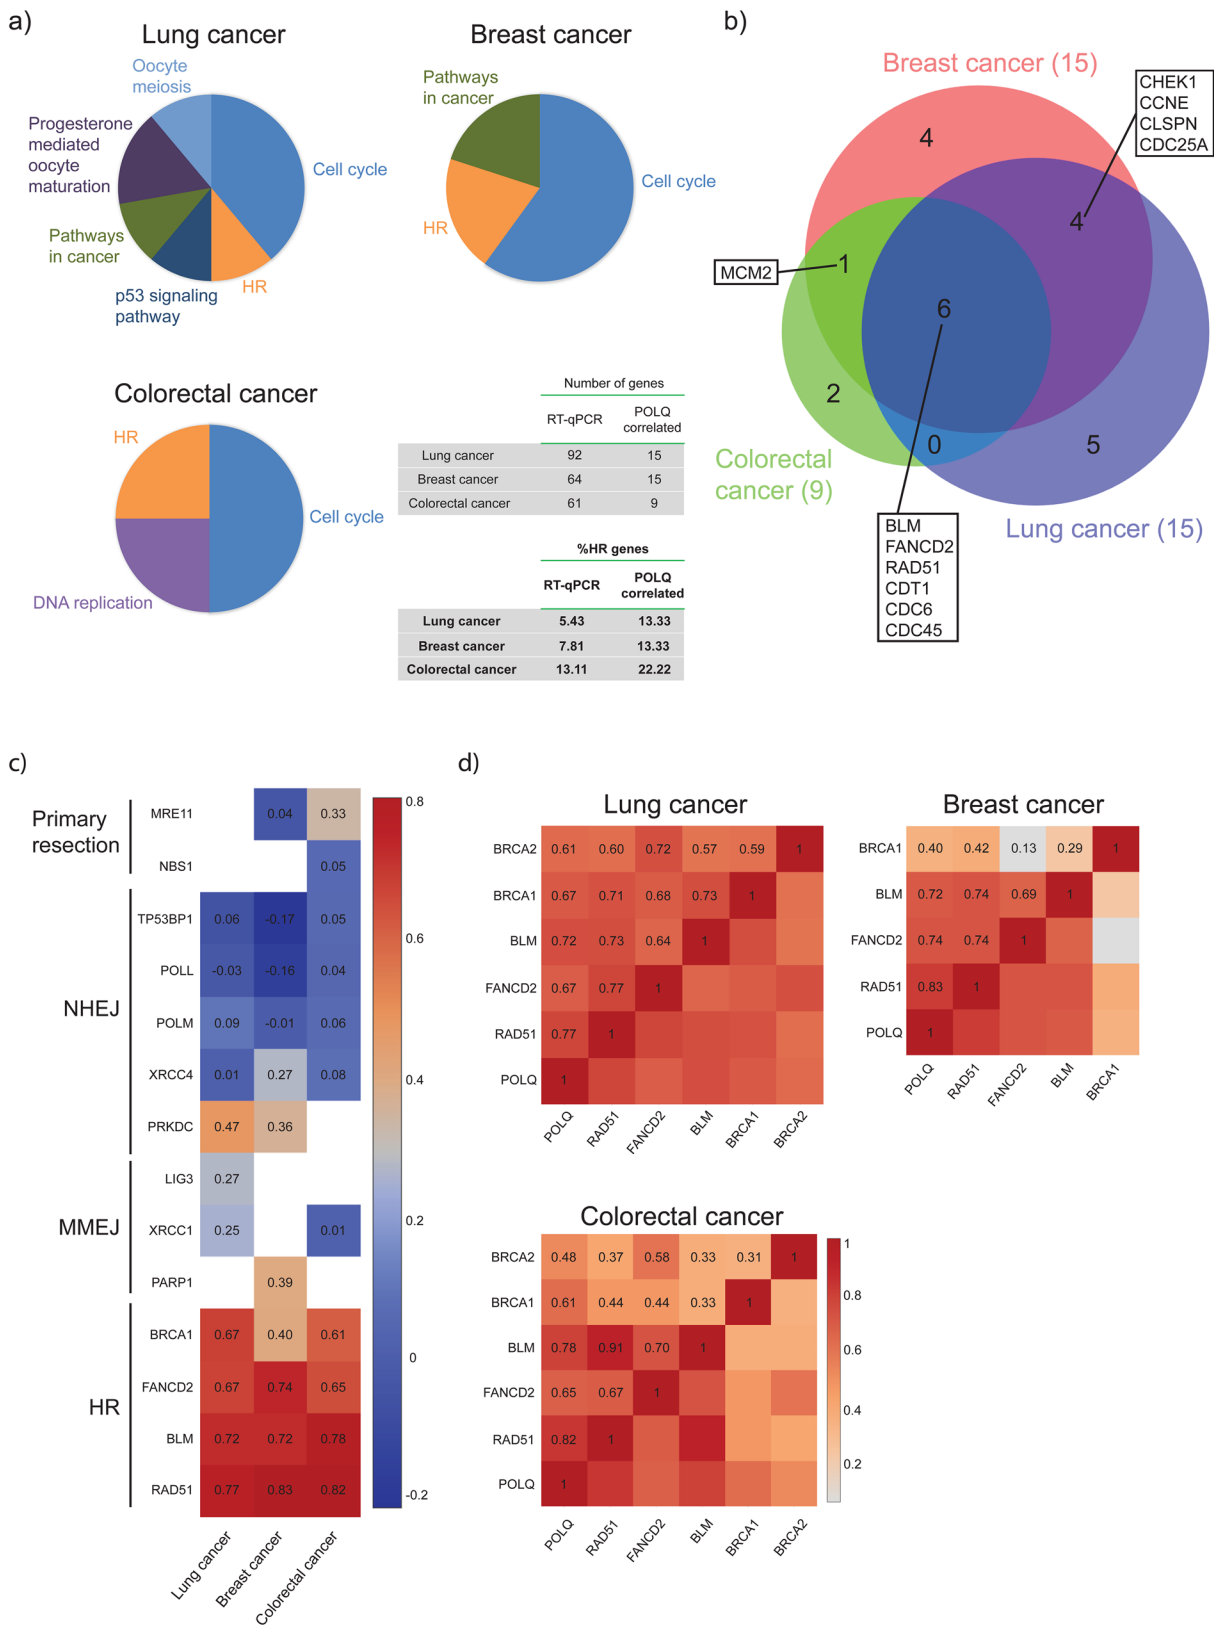 a)
Lung cancer
Oocyte
meiosis
Progesterone
mediated
oocyte
maturation
Cell cycle
Pathways
in cancer
HR
p53 signaling
pathway
Breast cancer
Pathways
in cancer
Cell cycle
HR
Colorectal cancer
HR
Cell cycle
DNA replication
Number of genes
RT-qPCR POLQ
correlated
Lung cancer 92 15
Breast cancer 64 15
Colorectal cancer 61 9
%HR genes
RT-qPCR POLQ
correlated
Lung cancer 5.43 13.33
Breast cancer 7.81 13.33
Colorectal cancer 13.11 22.22
b)
Breast cancer (15)
CHEK1
CCNE
CLSPN
CDC25A
4
4
MCM2
1
6
2
0
5
Colorectal
cancer (9)
Lung cancer (15)
BLM
FANCD2
RAD51
CDT1
CDC6
CDC45
c)
Primary
resection
NHEJ
MMEJ
HR
MRE11 0.04 0.33
NBS1 0.05
TP53BP1 0.06 -0.17 0.05
POLL -0.03 -0.16 0.04
POLM 0.09 -0.01 0.06
XRCC4 0.01 0.27 0.08
PRKDC 0.47 0.36
LIG3 0.27
XRCC1 0.25 0.01
PARP1 0.39
BRCA1 0.67 0.40 0.61
FANCD2 0.67 0.74 0.65
BLM 0.72 0.72 0.78
RAD51 0.77 0.83 0.82
Lung cancer
Breast cancer
Colorectal cancer
0.8
0.6
0.4
0.2
0
-0.2
d)
Lung cancer
BRCA2 0.61 0.60 0.72 0.57 0.59 1
BRCA1 0.67 0.71 0.68 0.73 1
BLM 0.72 0.73 0.64 1
FANCD2 0.67 0.77 1
RAD51 0.77 1
POLQ 1
POLQ RAD51 FANCD2 BLM BRCA1 BRCA2
Breast cancer
BRCA1 0.40 0.42 0.13 0.29 1
BLM 0.72 0.74 0.69 1
FANCD2 0.74 0.74 1
RAD51 0.83 1
POLQ 1
POLQ RAD51 FANCD2 BLM BRCA1
Colorectal cancer
BRCA2 0.48 0.37 0.58 0.33 0.31 1
BRCA1 0.61 0.44 0.44 0.33 1
BLM 0.78 0.91 0.70 1
FANCD2 0.65 0.67 1
RAD51 0.82 1
POLQ 1
POLQ RAD51 FANCD2 BLM BRCA1 BRCA2
1
0.8
0.6
0.4
0.2